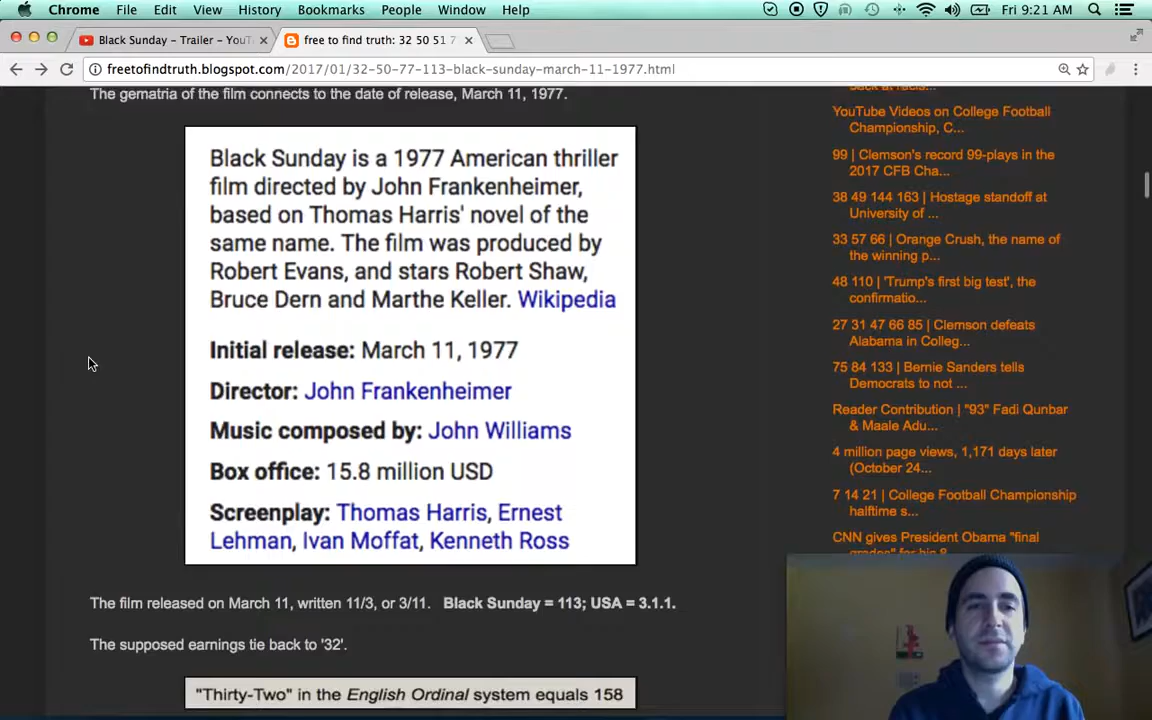 Chrome File Edit View History Bookmarks People Window Help Fri 9:21 AM
Black Sunday - Trailer - YouT
free to find truth: 32 50 51 7
freetofindtruth.blogspot.com/2017/01/32-50-77-113-black-sunday-march-11-1977.html
The gematria of the film connects to the date of release, March 11, 1977.
Black Sunday is a 1977 American thriller
film directed by John Frankenheimer,
based on Thomas Harris' novel of the
same name. The film was produced by
Robert Evans, and stars Robert Shaw,
Bruce Dern and Marthe Keller. Wikipedia
Initial release: March 11, 1977
Director: John Frankenheimer
Music composed by: John Williams
Box office: 15.8 million USD
Screenplay: Thomas Harris, Ernest
Lehman, Ivan Moffat, Kenneth Ross
The film released on March 11, written 11/3, or 3/11. Black Sunday = 113; USA = 3.1.1.
The supposed earnings tie back to '32'.
"Thirty-Two" in the English Ordinal system equals 158
YouTube Videos on College Football
Championship, C...
99 | Clemson's record 99-plays in the
2017 CFB Cha...
38 49 144 163 | Hostage standoff at
University of ...
33 57 66 | Orange Crush, the name of
the winning p...
48 110 | 'Trump's first big test', the
confirmatio...
27 31 47 66 85 | Clemson defeats
Alabama in Colleg...
75 84 133 | Bernie Sanders tells
Democrats to not ...
Reader Contribution | "93" Fadi Qunbar
& Maale Adu...
4 million page views, 1,171 days later
(October 24...
7 14 21 | College Football Championship
halftime s...
CNN gives President Obama "final